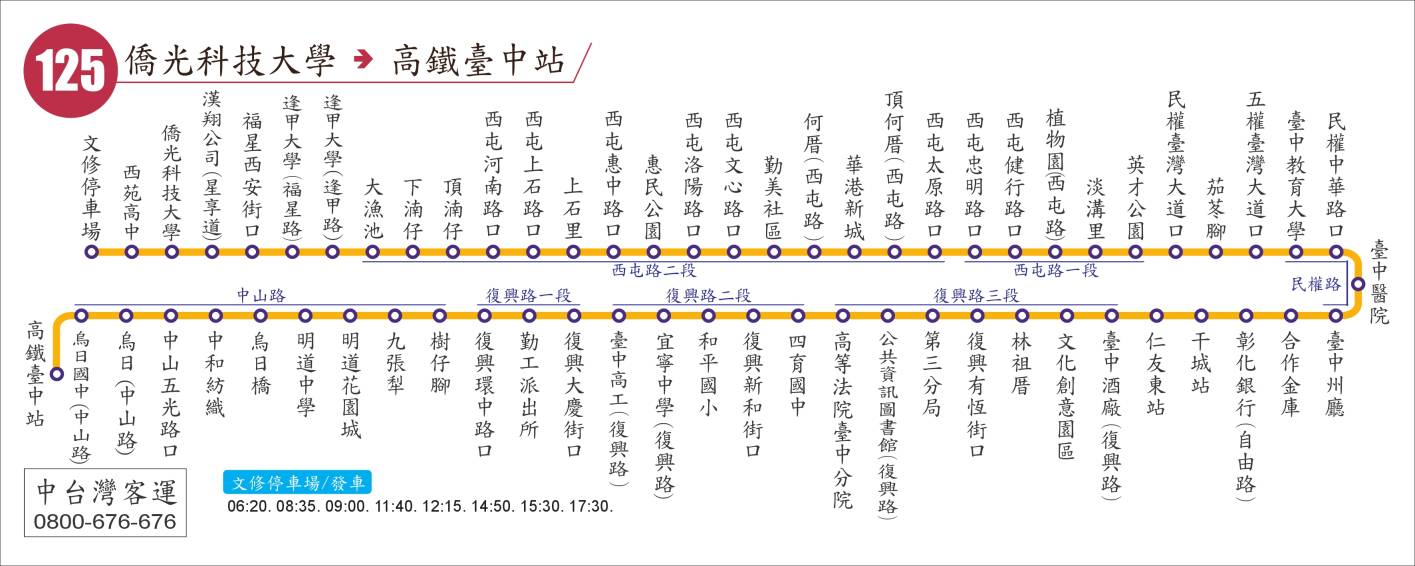 125
僑光科技大學 → 高鐵臺中站
文修停車場
西苑高中
僑光科技大學
漢翔公司(星享道)
福星西安街口
逢甲大學(福星路)
逢甲大學(逢甲路)
大漁池
下湳仔
頂湳仔
西屯河南路口
西屯上石路口
上石里
西屯惠中路口
惠民公園
西屯洛陽路口
西屯文心路口
勤美社區
何厝(西屯路)
華港新城
頂何厝(西屯路)
西屯太原路口
西屯忠明路口
西屯健行路口
植物園(西屯路)
淡溝里
英才公園
民權臺灣大道口
茄苳腳
五權臺灣大道口
臺中教育大學
民權中華路口
西屯路二段
西屯路一段
民權路
臺中醫院
中山路
復興路一段
復興路二段
復興路三段
高鐵臺中站
烏日國中(中山路)
烏日(中山路)
中山五光路口
中和紡織
烏日橋
明道中學
明道花園城
九張犁
樹仔腳
復興環中路口
勤工派出所
復興大慶街口
臺中高工(復興路)
宜寧中學(復興路)
和平國小
復興新和街口
四育國中
高等法院臺中分院
公共資訊圖書館(復興路)
第三分局
復興有恆街口
林祖厝
文化創意園區
臺中酒廠(復興路)
仁友東站
干城站
彰化銀行(自由路)
合作金庫
臺中州廳
中台灣客運
0800-676-676
文修停車場/發車
06:20. 08:35. 09:00. 11:40. 12:15. 14:50. 15:30. 17:30.